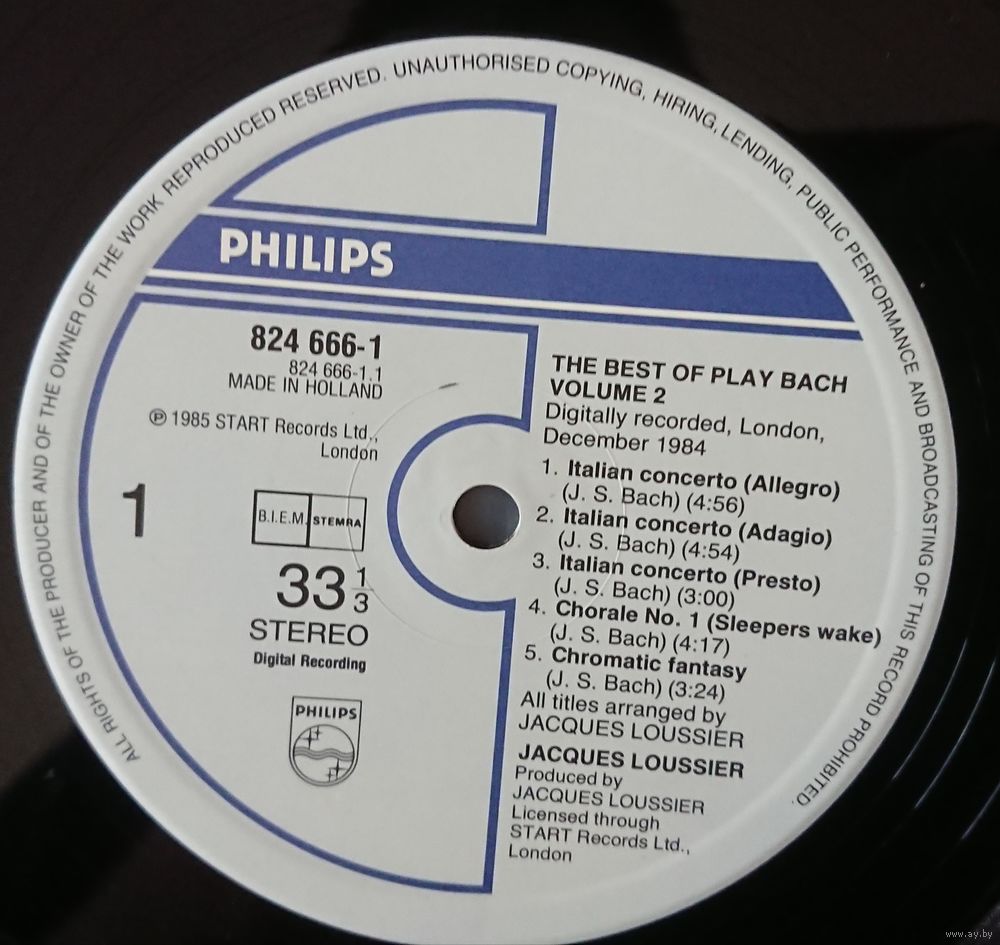 ALL RIGHTS OF THE PRODUCER AND OF THE OWNER OF THE WORK REPRODUCED RESERVED. UNAUTHORISED COPYING, HIRING, LENDING, PUBLIC PERFORMANCE AND BROADCASTING OF THIS RECORD PROHIBITED.
PHILIPS
824 666-1
824 666-1.1
MADE IN HOLLAND
℗ 1985 START Records Ltd.,
London
1
B.I.E.M. STEMRA
33 1/3
STEREO
Digital Recording
PHILIPS
THE BEST OF PLAY BACH
VOLUME 2
Digitally recorded, London,
December 1984
1. Italian concerto (Allegro)
(J. S. Bach) (4:56)
2. Italian concerto (Adagio)
(J. S. Bach) (4:54)
3. Italian concerto (Presto)
(J. S. Bach) (3:00)
4. Chorale No. 1 (Sleepers wake)
(J. S. Bach) (4:17)
5. Chromatic fantasy
(J. S. Bach) (3:24)
All titles arranged by
JACQUES LOUSSIER
JACQUES LOUSSIER
Produced by
JACQUES LOUSSIER
Licensed through
START Records Ltd.,
London
www.ay.by